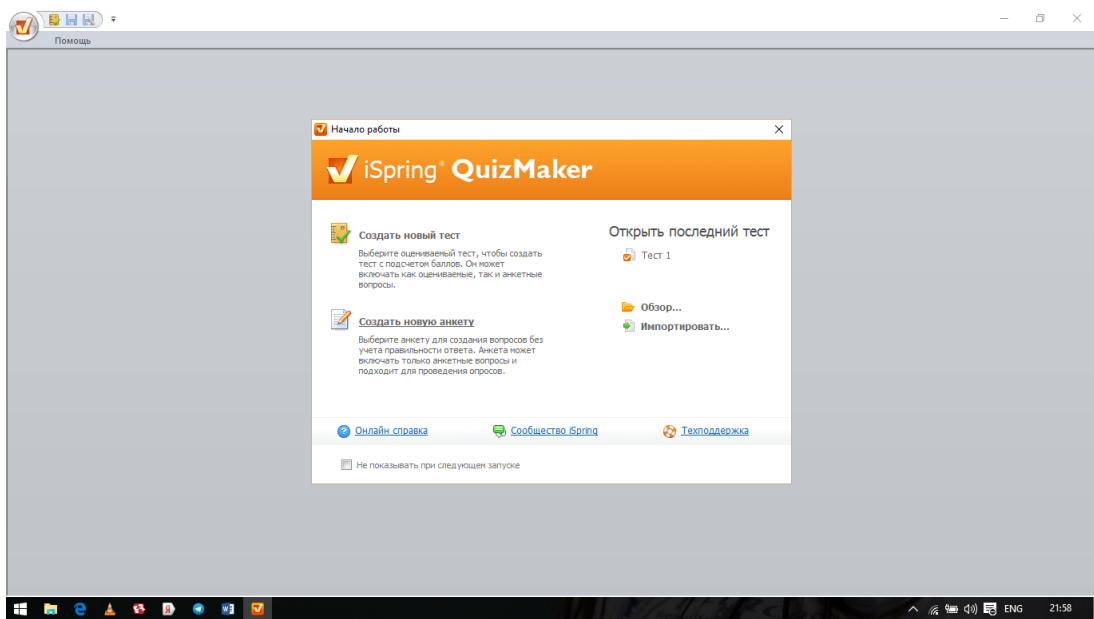 Помощь
Начало работы
iSpring® QuizMaker
Создать новый тест
Выберите оцениваемый тест, чтобы создать
тест с подсчетом баллов. Он может
включать как оцениваемые, так и анкетные
вопросы.
Создать новую анкету
Выберите анкету для создания вопросов без
учета правильности ответа. Анкета может
включать только анкетные вопросы и
подходит для проведения опросов.
Открыть последний тест
Тест 1
Обзор...
Импортировать...
Онлайн справка
Сообщество iSpring
Техподдержка
Не показывать при следующем запуске
ENG
21:58